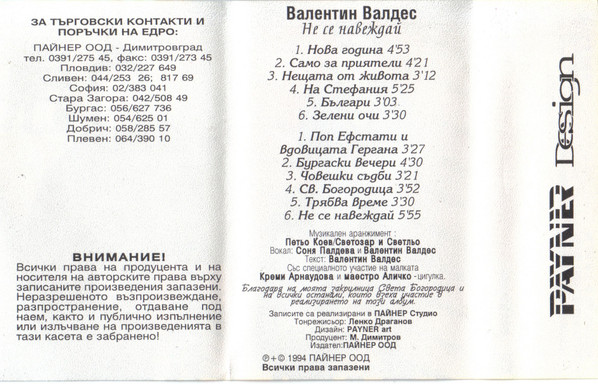 ЗА ТЪРГОВСКИ КОНТАКТИ И
ПОРЪЧКИ НА ЕДРО:
ПАЙНЕР ООД - Димитровград
тел. 0391/275 45, факс: 0391/273 45
Пловдив: 032/227 649
Сливен: 044/253 26; 817 69
София: 02/383 041
Стара Загора: 042/508 49
Бургас: 056/627 736
Шумен: 054/625 01
Добрич: 058/285 57
Плевен: 064/390 10
ВНИМАНИЕ!
Всички права на продуцента и на
носителя на авторските права върху
записаните произведения запазени.
Неразрешеното възпроизвеждане,
разпространение, отдаване под
наем, както и публично изпълнение
или излъчване на произведенията в
тази касета е забранено!
Валентин Валдес
Не се навеждай
1. Нова година 4'53
2. Само за приятели 4'21
3. Нещата от живота 3'12
4. На Стефания 5'25
5. Българи 3'03
6. Зелени очи 3'30
1. Поп Ефстати и
вдовицата Гергана 3'27
2. Бургаски вечери 4'30
3. Човешки съдби 3'21
4. Св. Богородица 3'52
5. Трябва време 3'30
6. Не се навеждай 5'55
Музикален аранжимент :
Петьо Коев/Светозар и Светльо
Вокал: Соня Палдева и Валентин Валдес
Текст: Валентин Валдес
Със специалното участие на малката
Креми Арнаудова и маестро Аличко -цигулка.
Благодаря на моята закрилница Света Богородица и
на всички останали, които взеха участие в
реализирането на този албум.
Записите са реализирани в ПАЙНЕР Студио
Тонрежисьор: Ленко Драганов
Дизайн: PAYNER art
Продуцент: М. Димитров
Издател: ПАЙНЕР ООД
℗+© 1994 ПАЙНЕР ООД
Всички права запазени
PAYNER Design